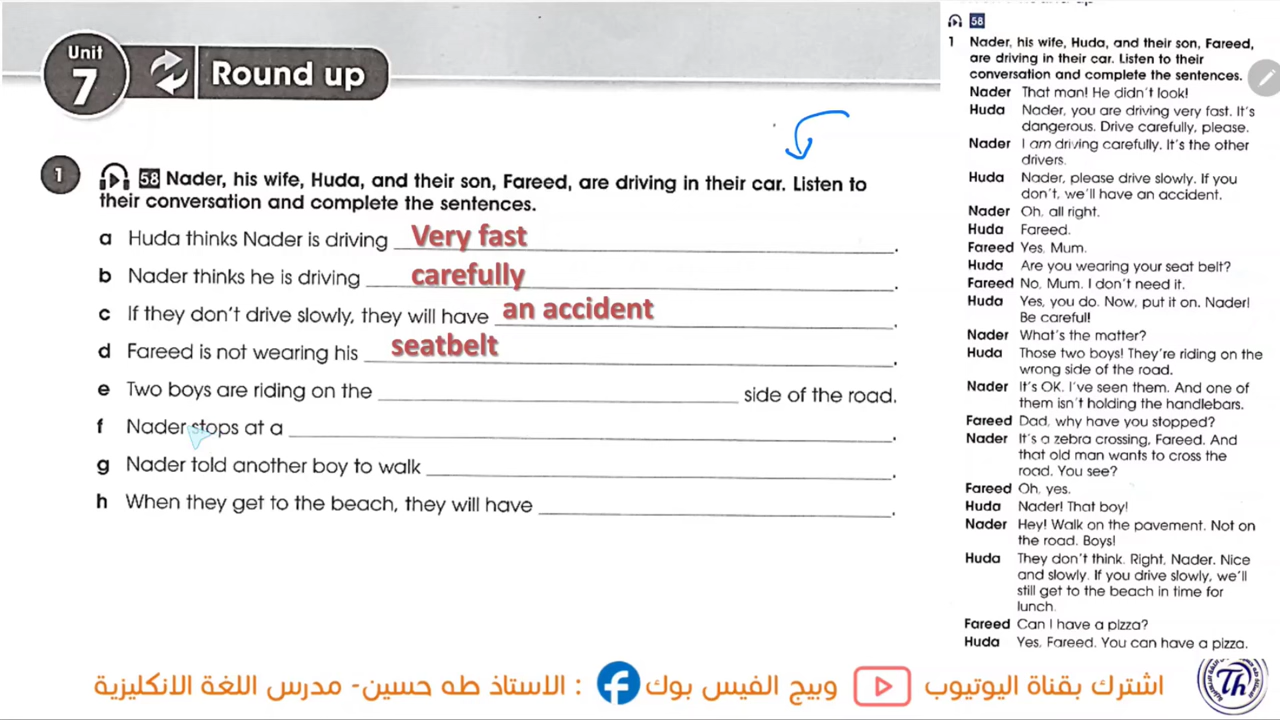 Unit
7
Round up
1
58 Nader, his wife, Huda, and their son, Fareed, are driving in their car. Listen to
their conversation and complete the sentences.
a Huda thinks Nader is driving Very fast.
b Nader thinks he is driving carefully.
c If they don't drive slowly, they will have an accident.
d Fareed is not wearing his seatbelt.
e Two boys are riding on the side of the road.
f Nader stops at a .
g Nader told another boy to walk .
h When they get to the beach, they will have .
58
1 Nader, his wife, Huda, and their son, Fareed,
are driving in their car. Listen to their
conversation and complete the sentences.
Nader That man! He didn't look!
Huda Nader, you are driving very fast. It's
dangerous. Drive carefully, please.
Nader I am driving carefully. It's the other
drivers.
Huda Nader, please drive slowly. If you
don't, we'll have an accident.
Nader Oh, all right.
Huda Fareed.
Fareed Yes, Mum.
Huda Are you wearing your seat belt?
Fareed No, Mum. I don't need it.
Huda Yes, you do. Now, put it on. Nader!
Be careful!
Nader What's the matter?
Huda Those two boys! They're riding on the
wrong side of the road.
Nader It's OK. I've seen them. And one of
them isn't holding the handlebars.
Fareed Dad, why have you stopped?
Nader It's a zebra crossing, Fareed. And
that old man wants to cross the
road. You see?
Fareed Oh, yes.
Huda Nader! That boy!
Nader Hey! Walk on the pavement. Not on
the road. Boys!
Huda They don't think. Right, Nader. Nice
and slowly. If you drive slowly, we'll
still get to the beach in time for
lunch.
Fareed Can I have a pizza?
Huda Yes, Fareed. You can have a pizza.
اشترك بقناة اليوتيوب وبيج الفيس بوك : الاستاذ طه حسين- مدرس اللغة الانكليزية
Th